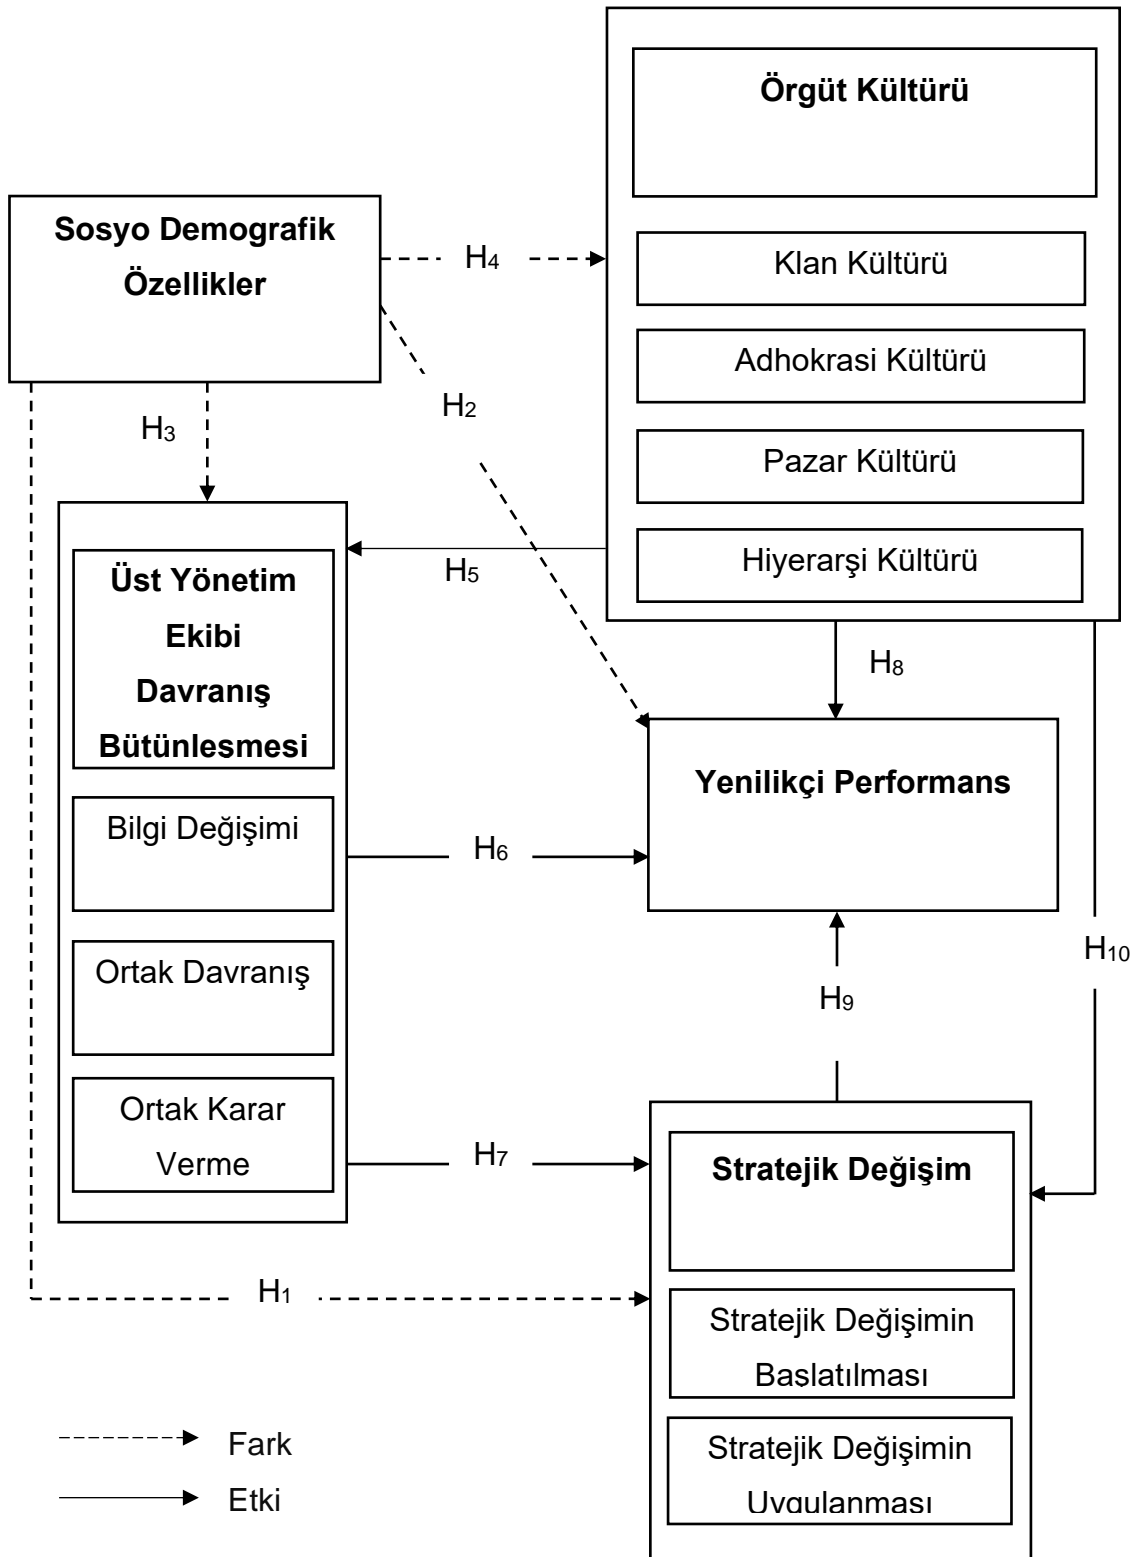 Örgüt Kültürü
Sosyo Demografik
Özellikler
H4
Klan Kültürü
Adhokrasi Kültürü
H2
H3
Pazar Kültürü
Hiyerarşi Kültürü
H5
Üst Yönetim
Ekibi
Davranış
Bütünleşmesi
H8
Yenilikçi Performans
Bilgi Değişimi
H6
Ortak Davranış
H10
H9
Ortak Karar
Verme
H7
Stratejik Değişim
H1
Stratejik Değişimin
Başlatılması
Fark
Stratejik Değişimin
Uygulanması
Etki